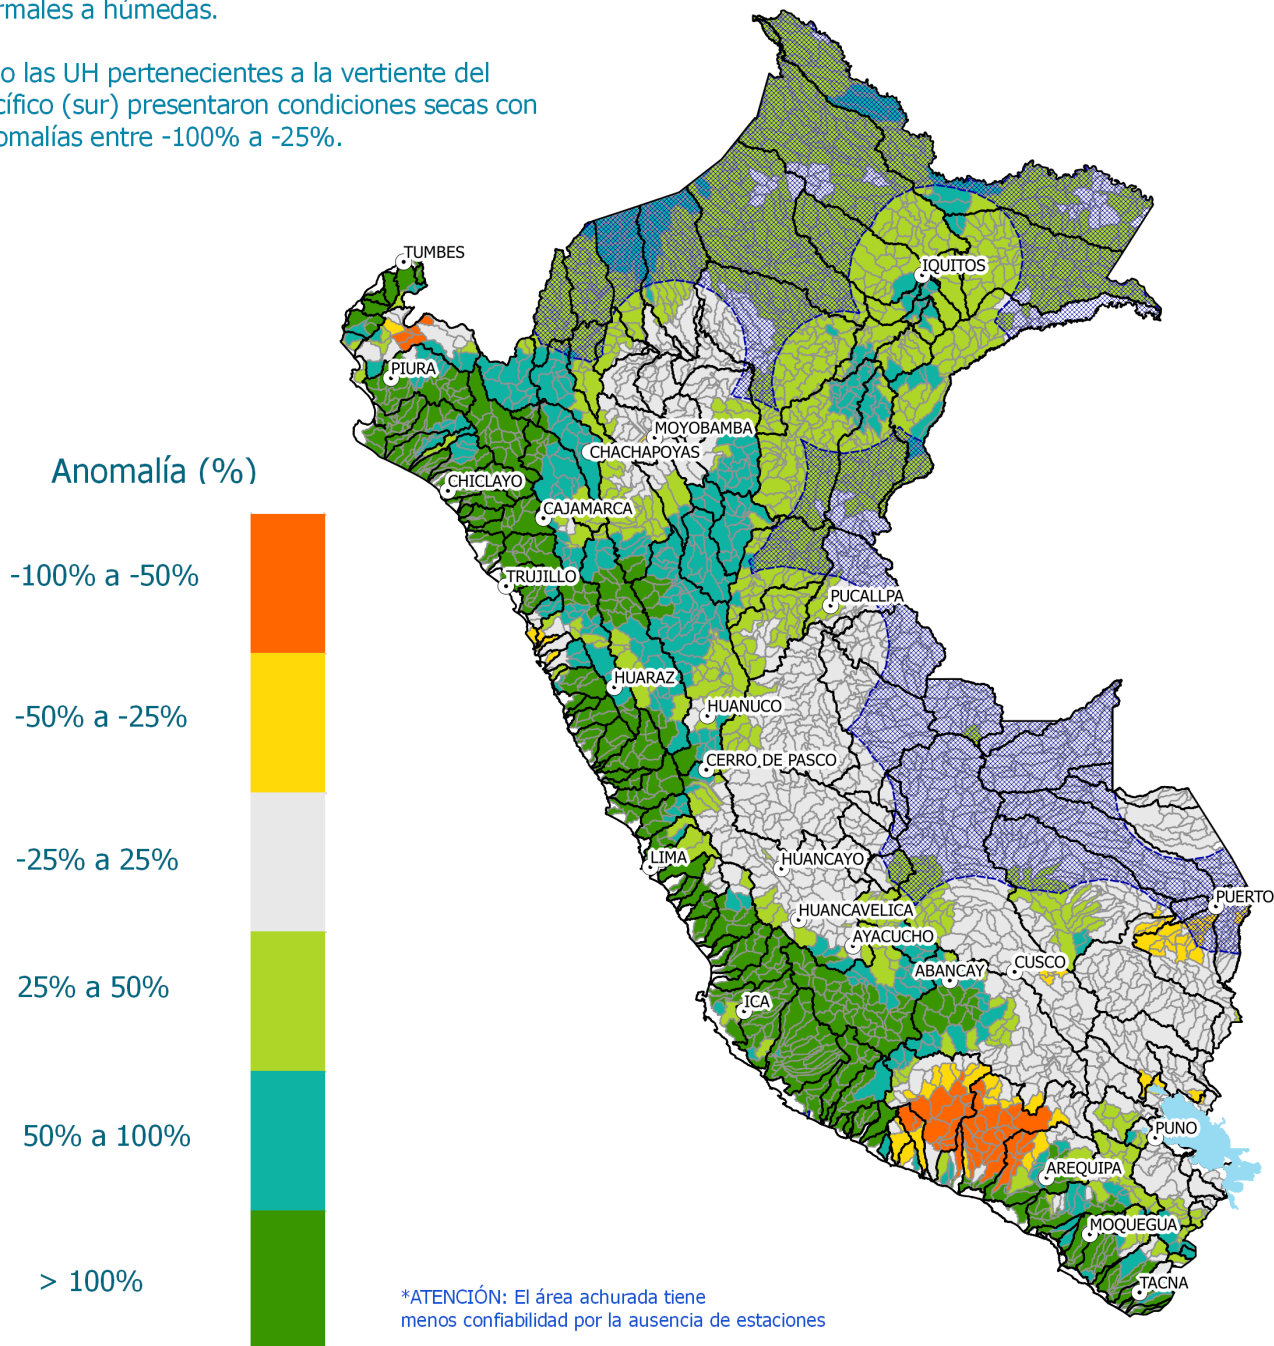 rmales a húmedas.
o las UH pertenecientes a la vertiente del
cífico (sur) presentaron condiciones secas con
omalías entre -100% a -25%.
TUMBES
IQUITOS
PIURA
MOYOBAMBA
CHACHAPOYAS
Anomalía (%)
CHICLAYO
CAJAMARCA
-100% a -50%
TRUJILLO
PUCALLPA
HUARAZ
-50% a -25%
HUANUCO
CERRO DE PASCO
-25% a 25%
LIMA
HUANCAYO
PUERTO
HUANCAVELICA
AYACUCHO
CUSCO
ABANCAY
25% a 50%
ICA
50% a 100%
PUNO
AREQUIPA
MOQUEGUA
> 100%
TACNA
*ATENCIÓN: El área achurada tiene
menos confiabilidad por la ausencia de estaciones